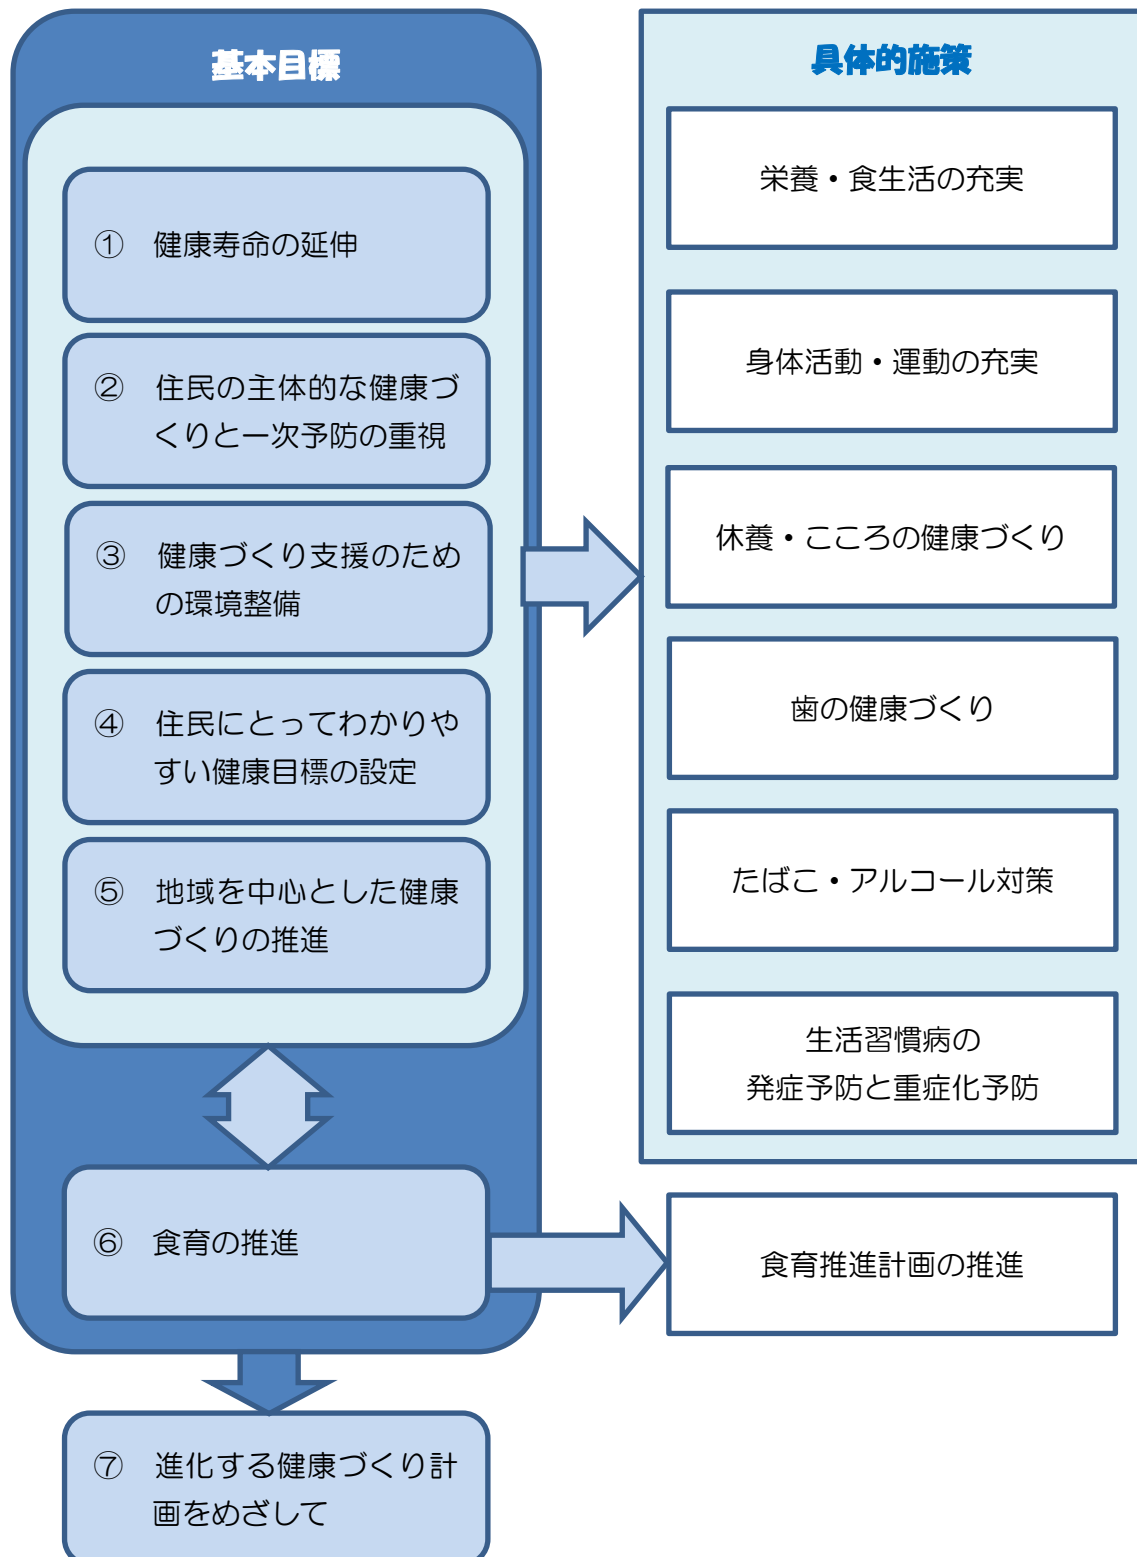 基本目標
① 健康寿命の延伸
② 住民の主体的な健康づ
くりと一次予防の重視
③ 健康づくり支援のため
の環境整備
④ 住民にとってわかりや
すい健康目標の設定
⑤ 地域を中心とした健康
づくりの推進
⑥ 食育の推進
⑦ 進化する健康づくり計
画をめざして
具体的施策
栄養・食生活の充実
身体活動・運動の充実
休養・こころの健康づくり
歯の健康づくり
たばこ・アルコール対策
生活習慣病の
発症予防と重症化予防
食育推進計画の推進